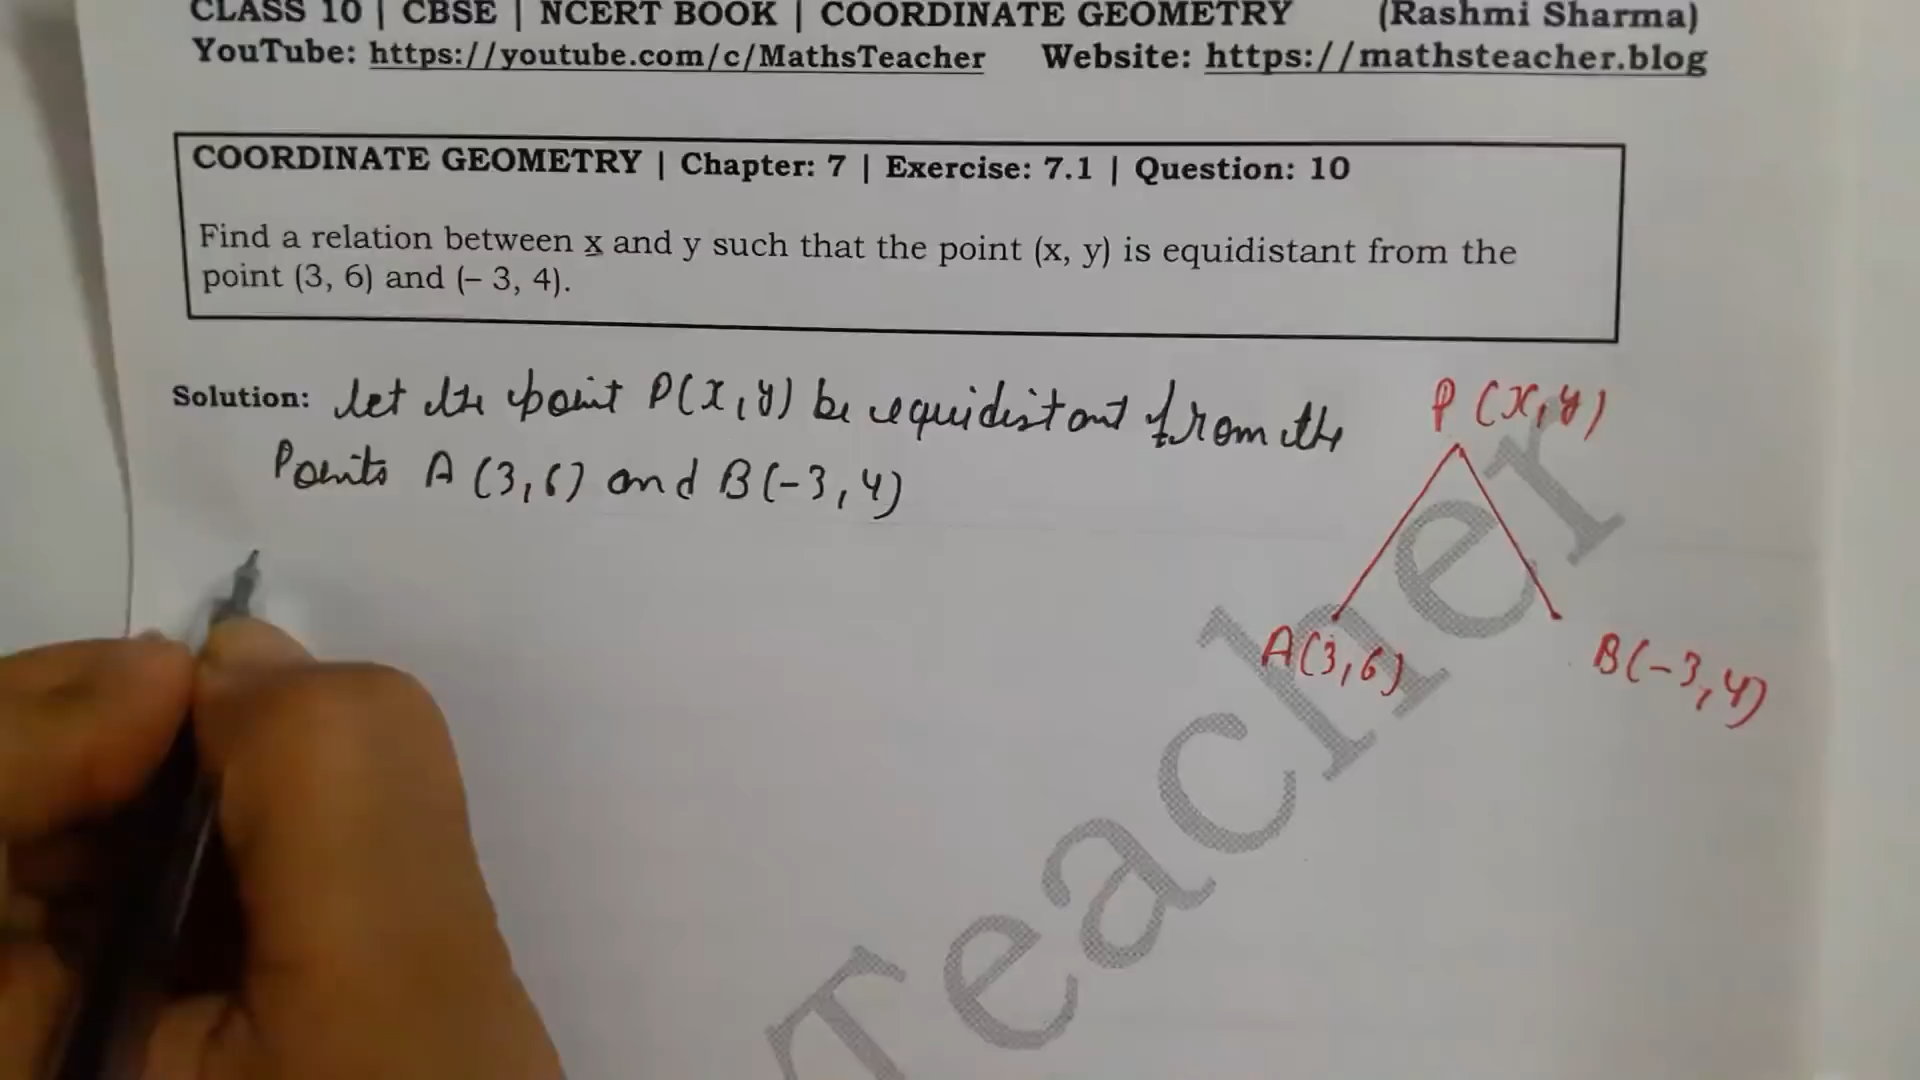 CLASS 10 | CBSE | NCERT BOOK | COORDINATE GEOMETRY (Rashmi Sharma)
YouTube: https://youtube.com/c/MathsTeacher Website: https://mathsteacher.blog
COORDINATE GEOMETRY | Chapter: 7 | Exercise: 7.1 | Question: 10
Find a relation between x and y such that the point (x, y) is equidistant from the
point (3, 6) and (– 3, 4).
Solution: let the point P(x,y) be equidistant from the
Points A (3,6) and B(-3,4)
P (x,y)
A(3,6)
B(-3,4)
Teacher